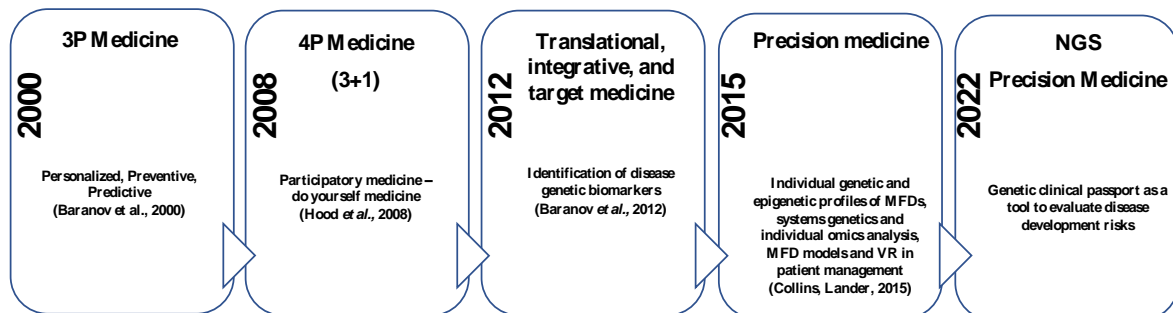 3P Medicine
2000
Personalized, Preventive,
Predictive
(Baranov et al., 2000)
4P Medicine
(3+1)
2008
Participatory medicine –
do yourself medicine
(Hood et al., 2008)
Translational,
integrative, and
target medicine
2012
Identification of disease
genetic biomarkers
(Baranov et al., 2012)
Precision medicine
2015
Individual genetic and
epigenetic profiles of MFDs,
systems genetics and
individual omics analysis,
MFD models and VR in
patient management
(Collins, Lander, 2015)
NGS
Precision Medicine
2022
Genetic clinical passport as a
tool to evaluate disease
development risks